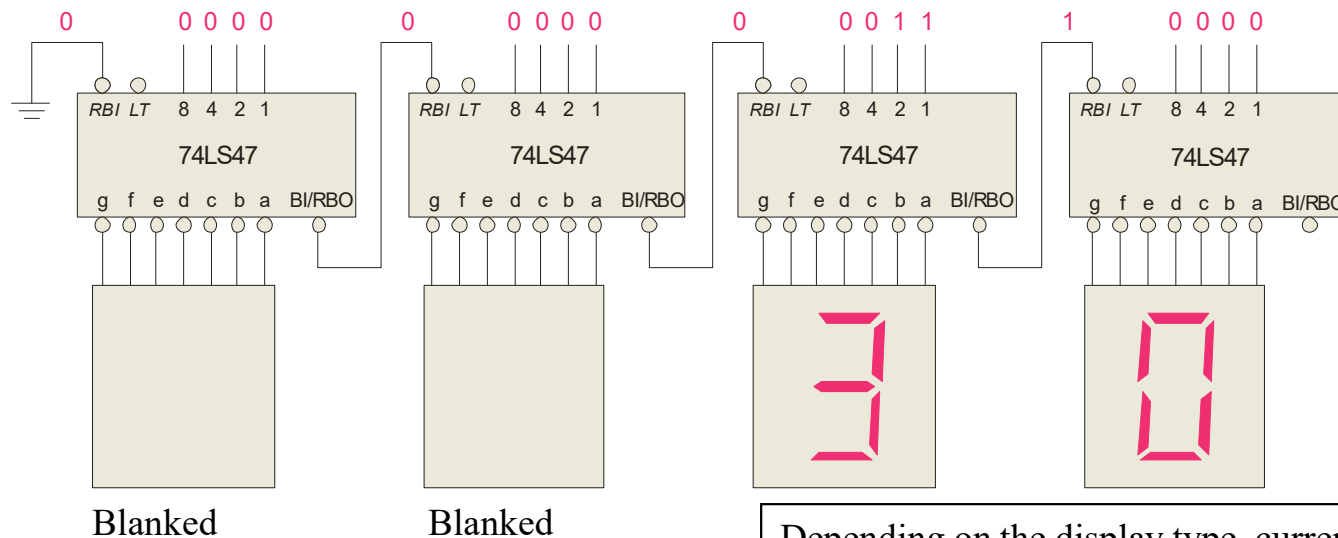 0 0 0 0 0 0 0 0 0 0 0 0 0 1 1 1 0 0 0 0
RBI LT 8 4 2 1 RBI LT 8 4 2 1 RBI LT 8 4 2 1 RBI LT 8 4 2 1
74LS47 74LS47 74LS47 74LS47
g f e d c b a BI/RBO g f e d c b a BI/RBO g f e d c b a BI/RBO g f e d c b a BI/RBO
3 0
Blanked Blanked
Depending on the display type, curre